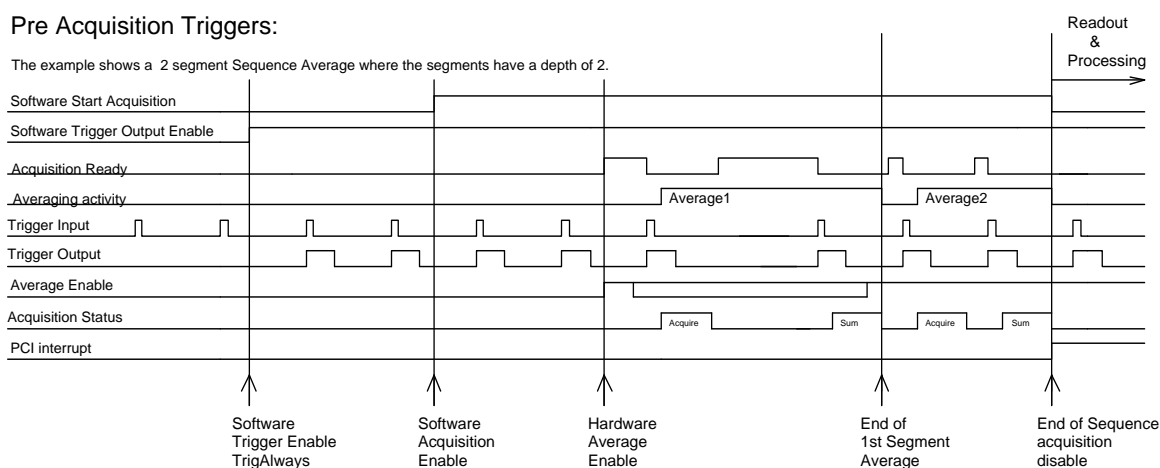 Pre Acquisition Triggers:
Readout
&
Processing
The example shows a 2 segment Sequence Average where the segments have a depth of 2.
Software Start Acquisition
Software Trigger Output Enable
Acquisition Ready
Averaging activity
Average1
Average2
Trigger Input
Trigger Output
Average Enable
Acquisition Status
Acquire
Sum
Acquire
Sum
PCI interrupt
Software
Trigger Enable
TrigAlways
Software
Acquisition
Enable
Hardware
Average
Enable
End of
1st Segment
Average
End of Sequence
acquisition
disable